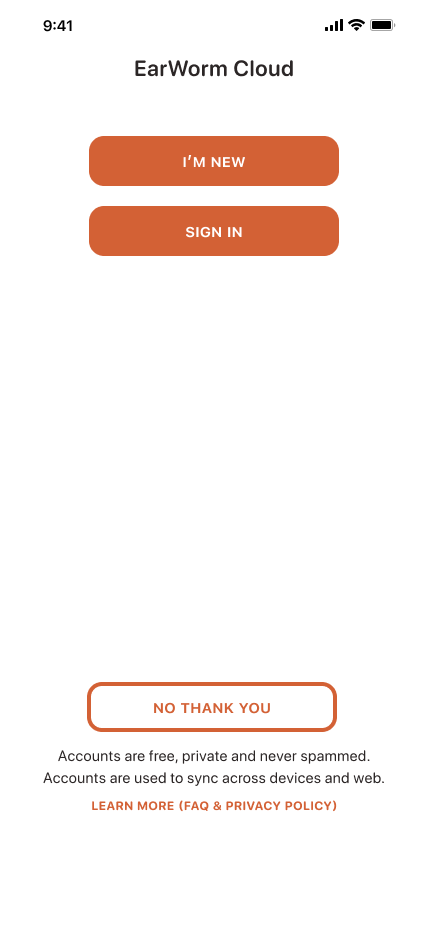 9:41
EarWorm Cloud
I’M NEW
SIGN IN
NO THANK YOU
Accounts are free, private and never spammed.
Accounts are used to sync across devices and web.
LEARN MORE (FAQ & PRIVACY POLICY)